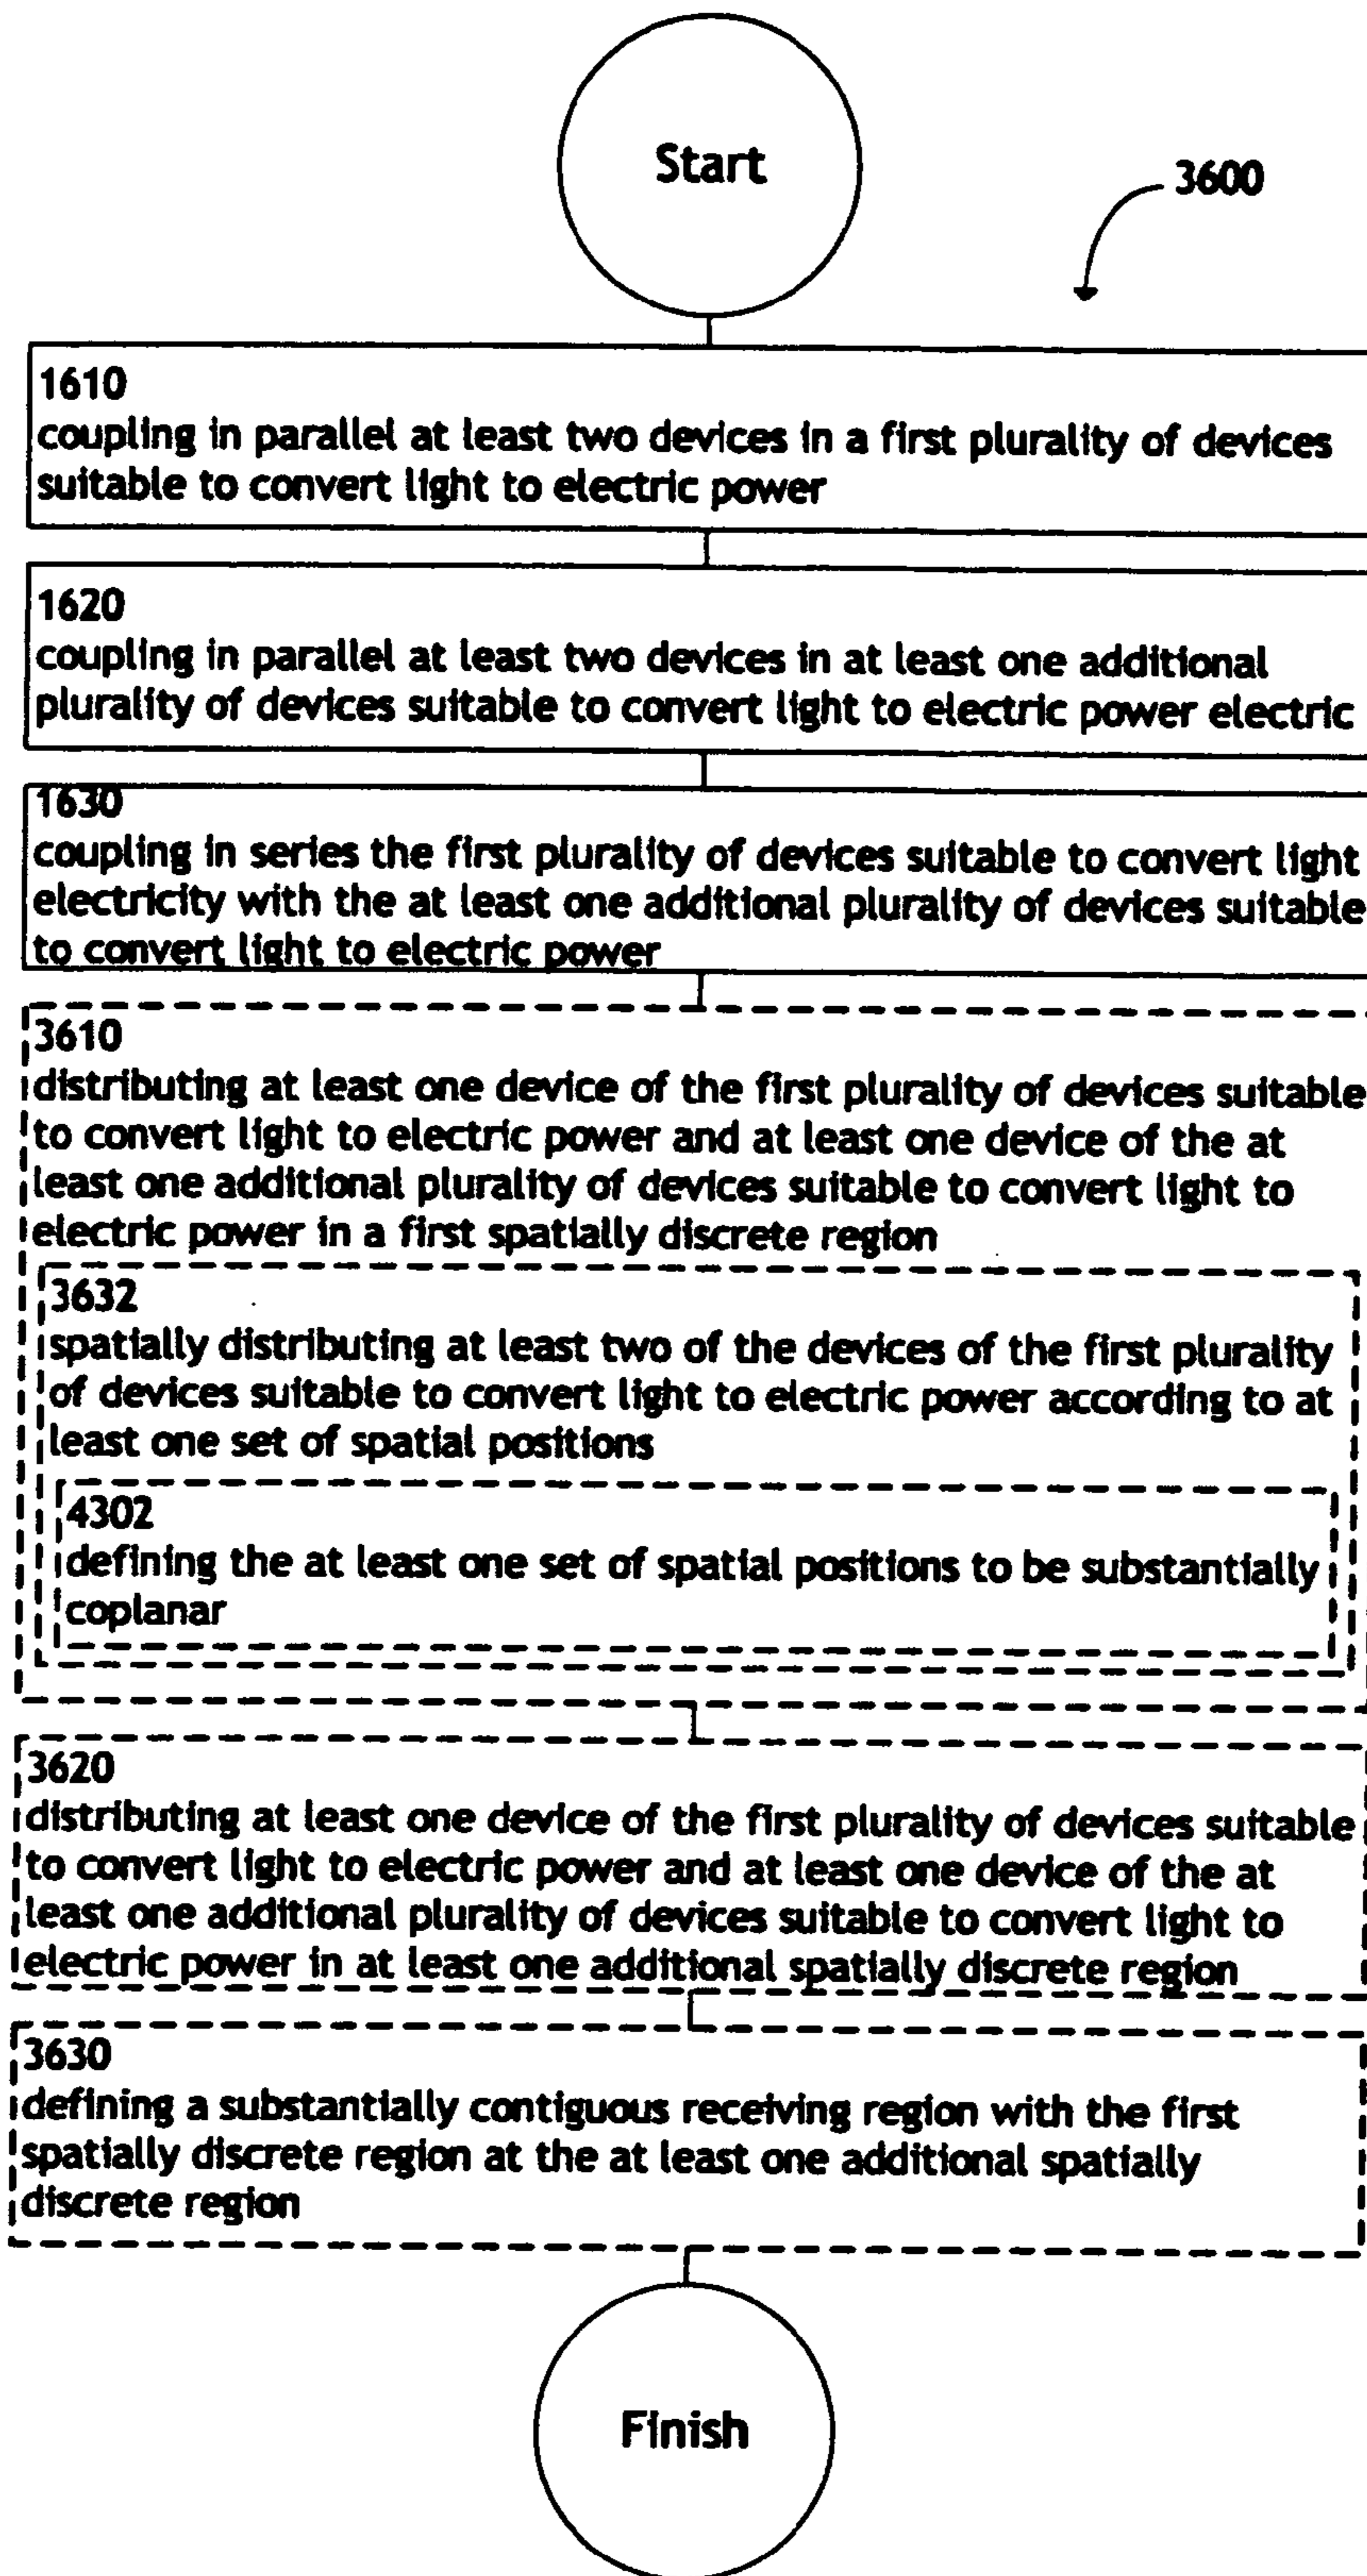 Start
3600
1610
coupling in parallel at least two devices in a first plurality of devices
suitable to convert light to electric power
1620
coupling in parallel at least two devices in at least one additional
plurality of devices suitable to convert light to electric power electric
1630
coupling in series the first plurality of devices suitable to convert light
electricity with the at least one additional plurality of devices suitable
to convert light to electric power
3610
distributing at least one device of the first plurality of devices suitable
to convert light to electric power and at least one device of the at
least one additional plurality of devices suitable to convert light to
electric power in a first spatially discrete region
3632
spatially distributing at least two of the devices of the first plurality
of devices suitable to convert light to electric power according to at
least one set of spatial positions
4302
defining the at least one set of spatial positions to be substantially
coplanar
3620
distributing at least one device of the first plurality of devices suitable
to convert light to electric power and at least one device of the at
least one additional plurality of devices suitable to convert light to
electric power in at least one additional spatially discrete region
3630
defining a substantially contiguous receiving region with the first
spatially discrete region at the at least one additional spatially
discrete region
Finish